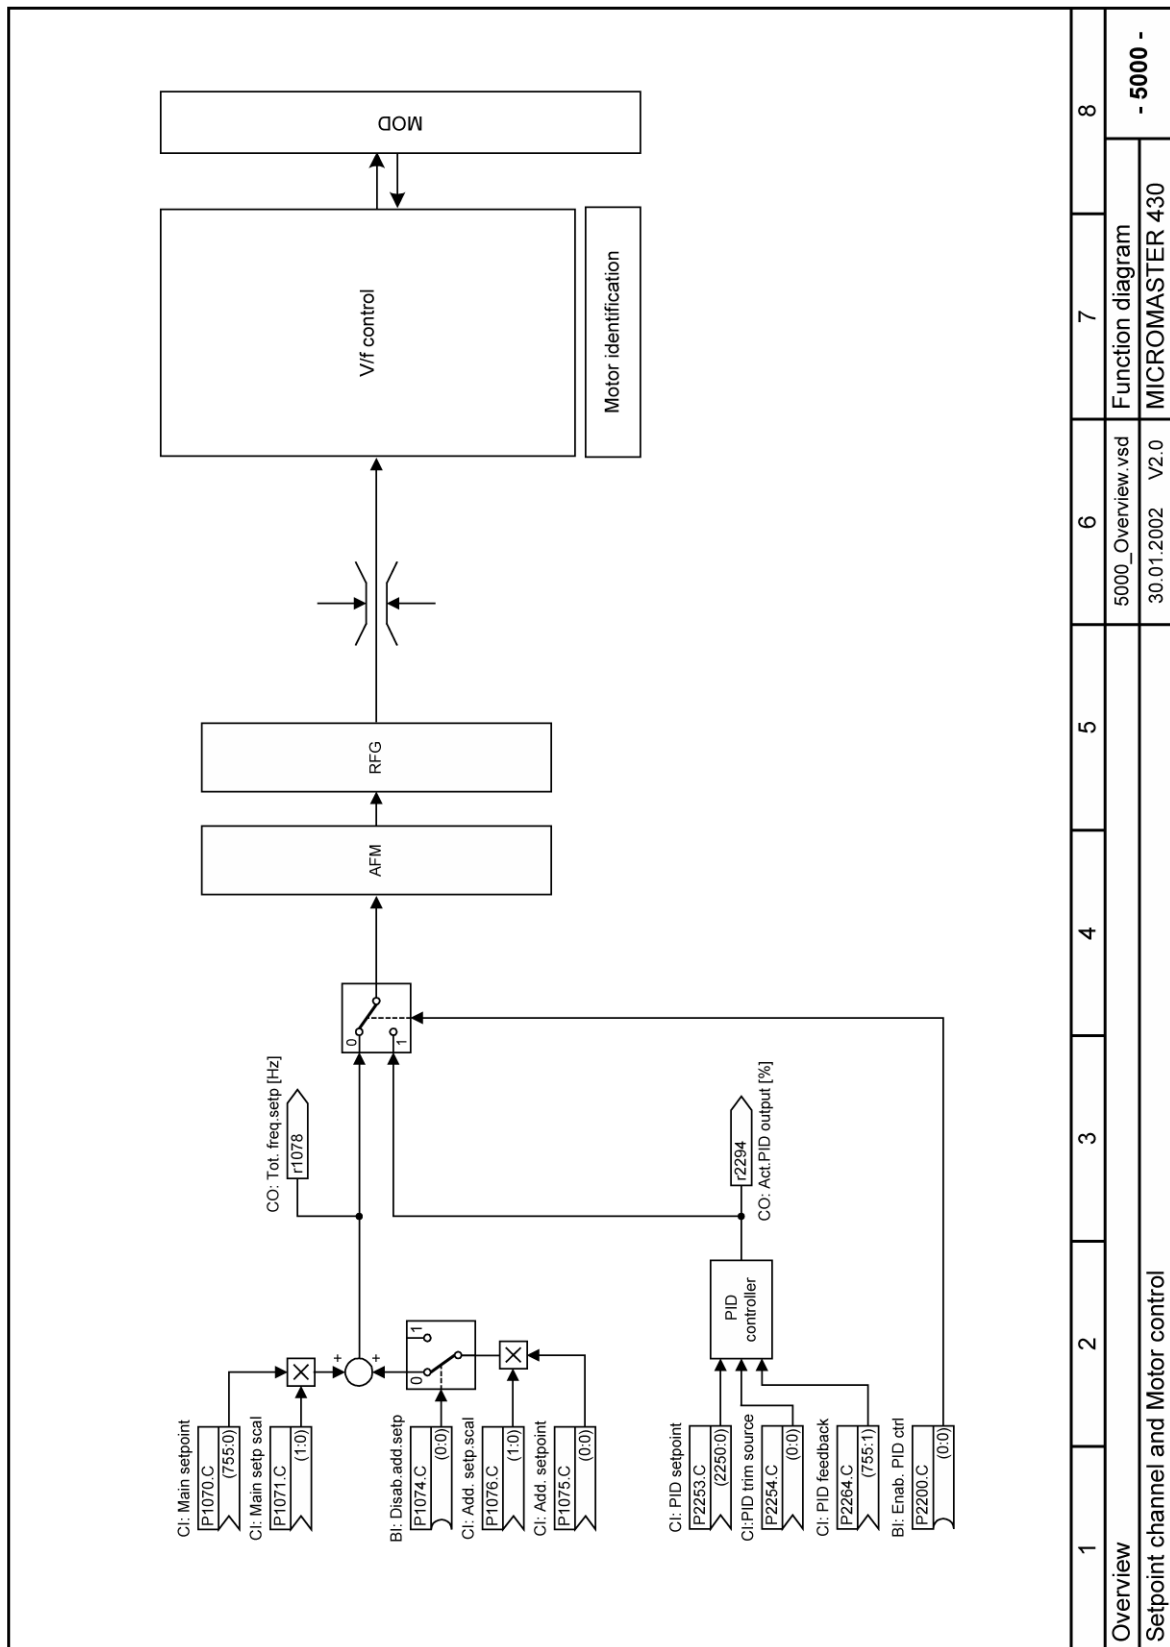 CI: Main setpoint
P1070.C
(755:0)
CI: Main setp scal
P1071.C
(1:0)
BI: Disab.add.setp
P1074.C
(0:0)
CI: Add. setp.scal
P1076.C
(1:0)
CI: Add. setpoint
P1075.C
(0:0)
+
+
0
1
CO: Tot. freq.setp [Hz]
r1078
CI: PID setpoint
P2253.C
(2250:0)
CI:PID trim source
P2254.C
(0:0)
CI: PID feedback
P2264.C
(755:1)
BI: Enab. PID ctrl
P2200.C
(0:0)
PID
controller
r2294
CO: Act.PID output [%]
0
1
AFM
RFG
V/f control
Motor identification
MOD
1 2 3 4 5 6 7 8
Overview 5000_Overview.vsd Function diagram - 5000 -
Setpoint channel and Motor control 30.01.2002 V2.0 MICROMASTER 430